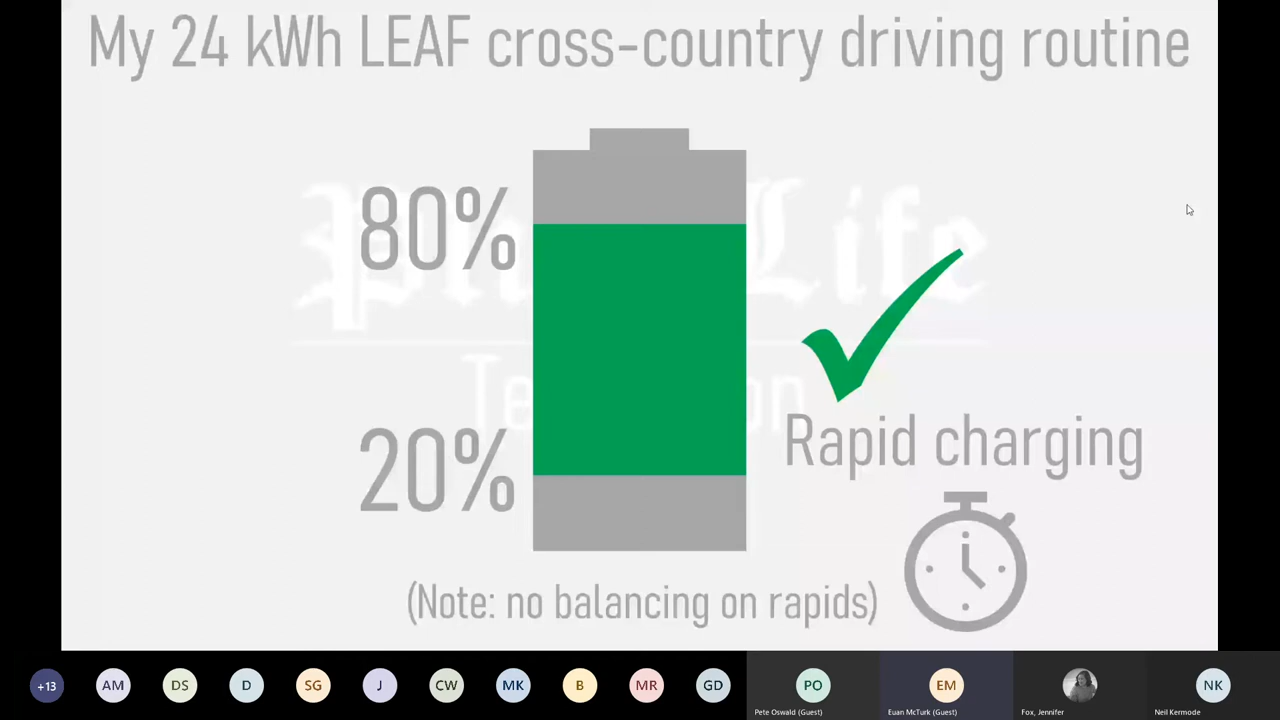 My 24 kWh LEAF cross-country driving routine
80%
20%
Rapid charging
(Note: no balancing on rapids)
+13
AM
DS
D
SG
J
CW
MK
B
MR
GD
PO
EM
NK
Pete Oswald (Guest)
Euan McTurk (Guest)
Fox, Jennifer
Neil Kermode